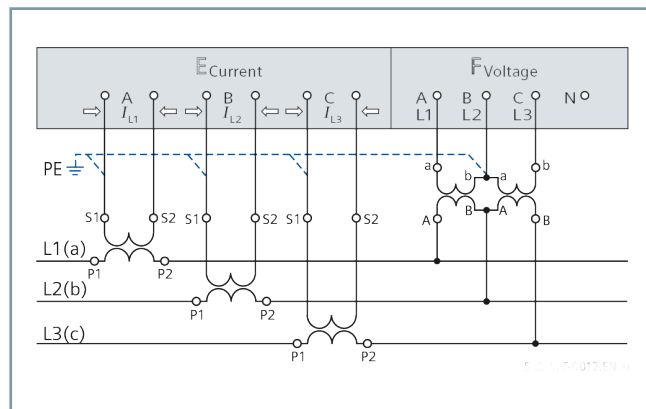 E Current F Voltage
A B C A B C N
I L1 I L2 I L3 L1 L2 L3
PE
a b a b
S1 S2 S1 S2 S1 S2 A B A B
L1(a)
P1 P2
L2(b)
P1 P2
L3(c)
P1 P2